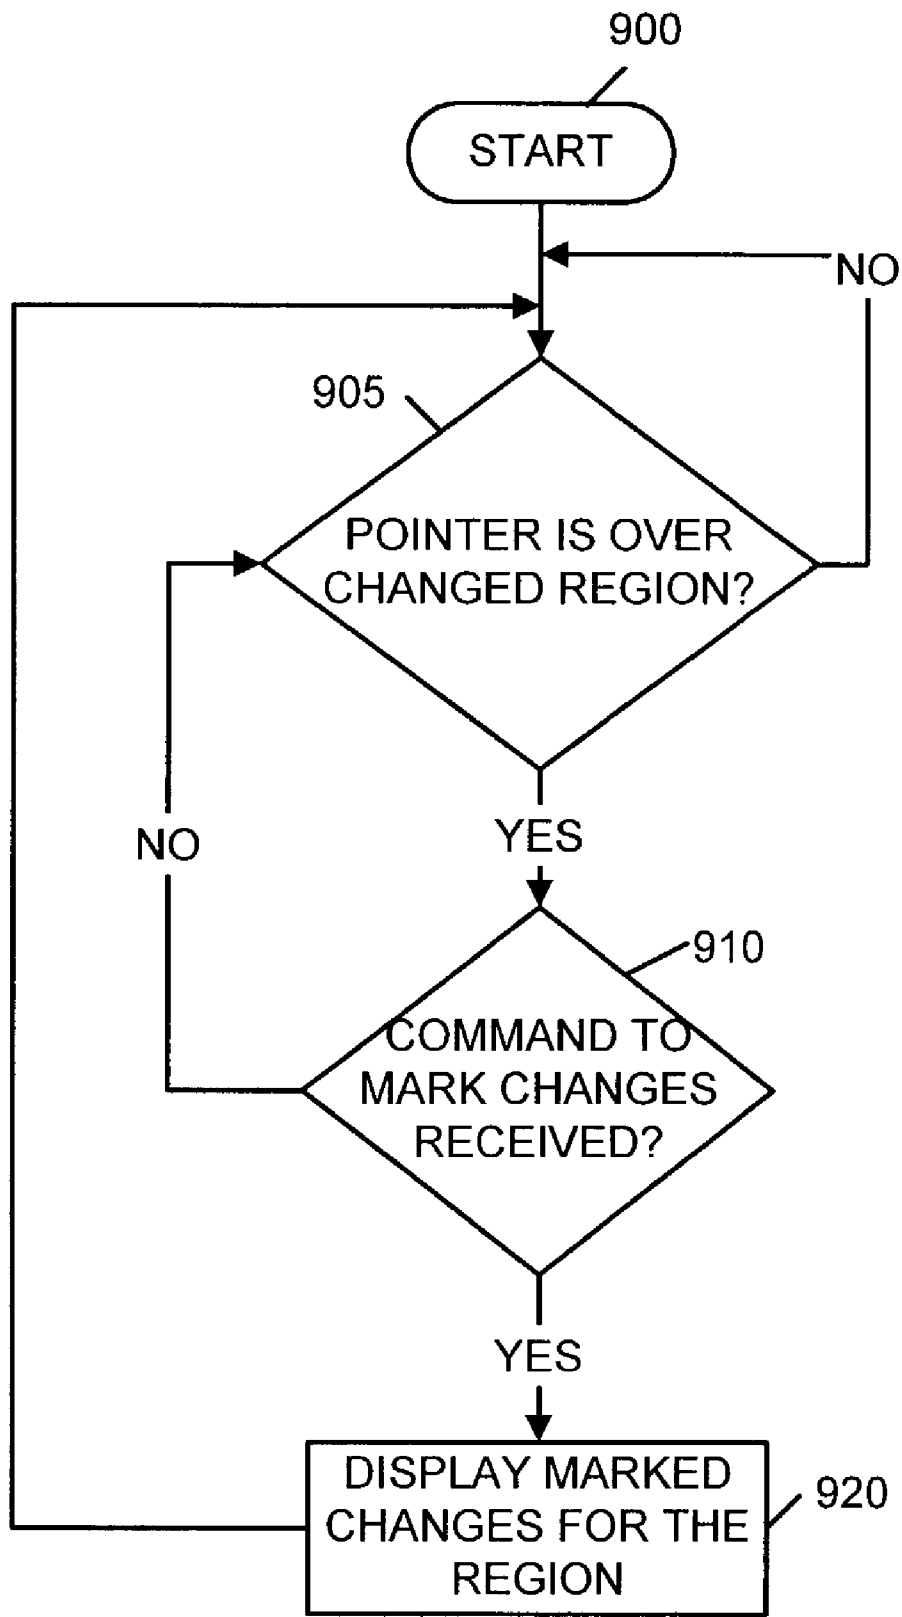 900
START
NO
905
POINTER IS OVER
CHANGED REGION?
NO
YES
910
COMMAND TO
MARK CHANGES
RECEIVED?
YES
DISPLAY MARKED
CHANGES FOR THE
REGION
920